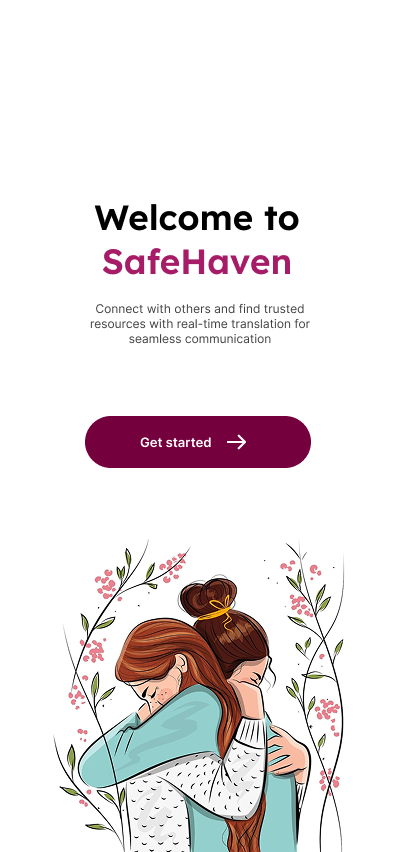 Welcome to
SafeHaven
Connect with others and find trusted
resources with real-time translation for
seamless communication
Get started